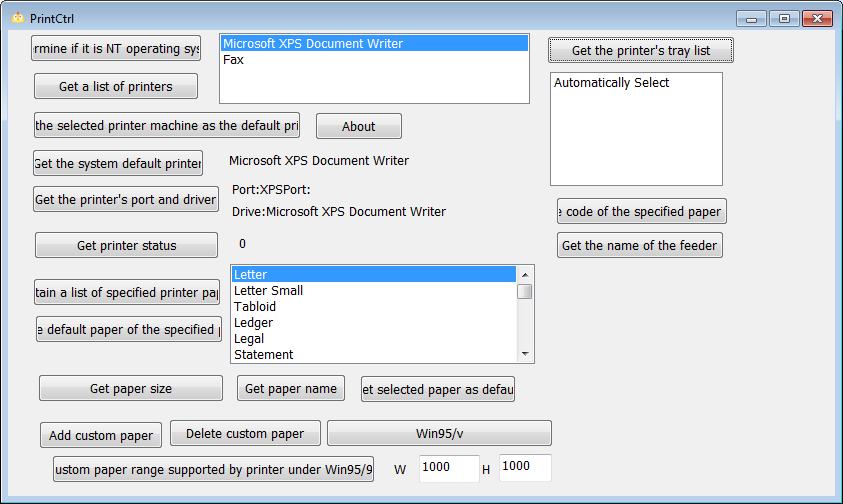 PrintCtrl
rmine if it is NT operating sys
Microsoft XPS Document Writer
Fax
Get the printer's tray list
Get a list of printers
Automatically Select
the selected printer machine as the default pri
About
Get the system default printer
Microsoft XPS Document Writer
Get the printer's port and driver
Port:XPSPort:
Drive:Microsoft XPS Document Writer
code of the specified paper
Get printer status
0
Get the name of the feeder
tain a list of specified printer pap
Letter
Letter Small
Tabloid
Ledger
Legal
Statement
e default paper of the specified p
Get paper size
Get paper name
et selected paper as defau
Add custom paper
Delete custom paper
Win95/v
ustom paper range supported by printer under Win95/9
W
1000
H
1000